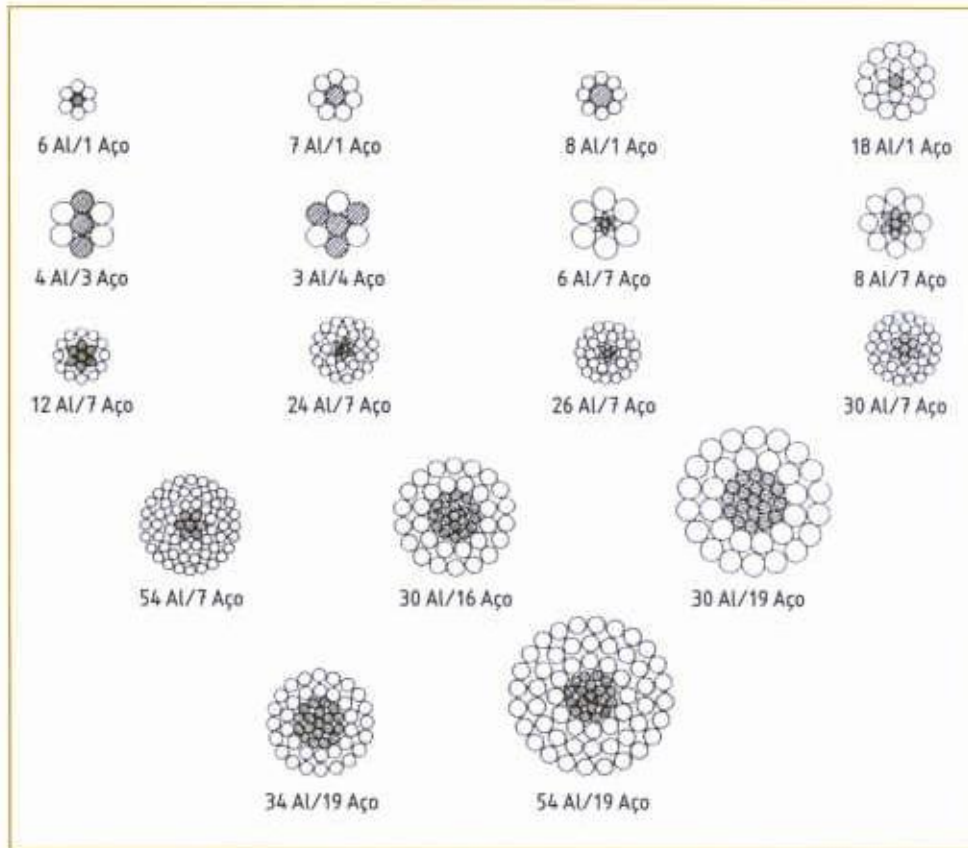 6 Al/1 Aço
7 Al/1 Aço
8 Al/1 Aço
18 Al/1 Aço
4 Al/3 Aço
3 Al/4 Aço
6 Al/7 Aço
8 Al/7 Aço
12 Al/7 Aço
24 Al/7 Aço
26 Al/7 Aço
30 Al/7 Aço
54 Al/7 Aço
30 Al/16 Aço
30 Al/19 Aço
34 Al/19 Aço
54 Al/19 Aço